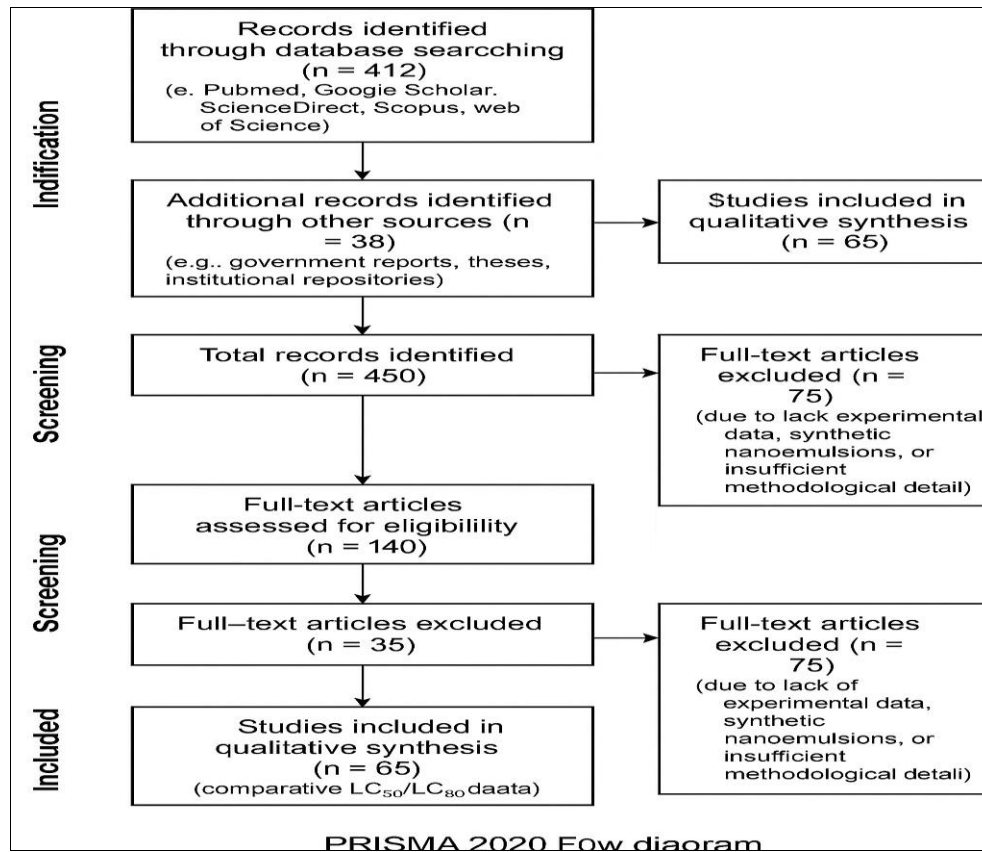 Indification
Records identified
through database searcching
(n = 412)
(e. Pubmed, Googie Scholar.
ScienceDirect, Scopus, web
of Science)
Additional records identified
through other sources (n
= 38)
(e.g.. government reports, theses,
institutional repositories)
Studies included in
qualitative synthesis
(n = 65)
Screening
Total records identified
(n = 450)
Full-text articles
excluded (n =
75)
(due to lack experimental
data, synthetic
nanoemulsions, or
insufficient
methodological detail)
Screening
Full-text articles
assessed for eligibilility
(n = 140)
Full–text articles excluded
(n = 35)
Full-text articles
excluded (n =
75)
(due to lack of
experimental data,
synthetic
nanoemulsions, or
insufficient
methodological detali)
Included
Studies included in
qualitative synthesis
(n = 65)
(comparative LC₅₀/LC₈₀ daata)
PRISMA 2020 Fow diaoram